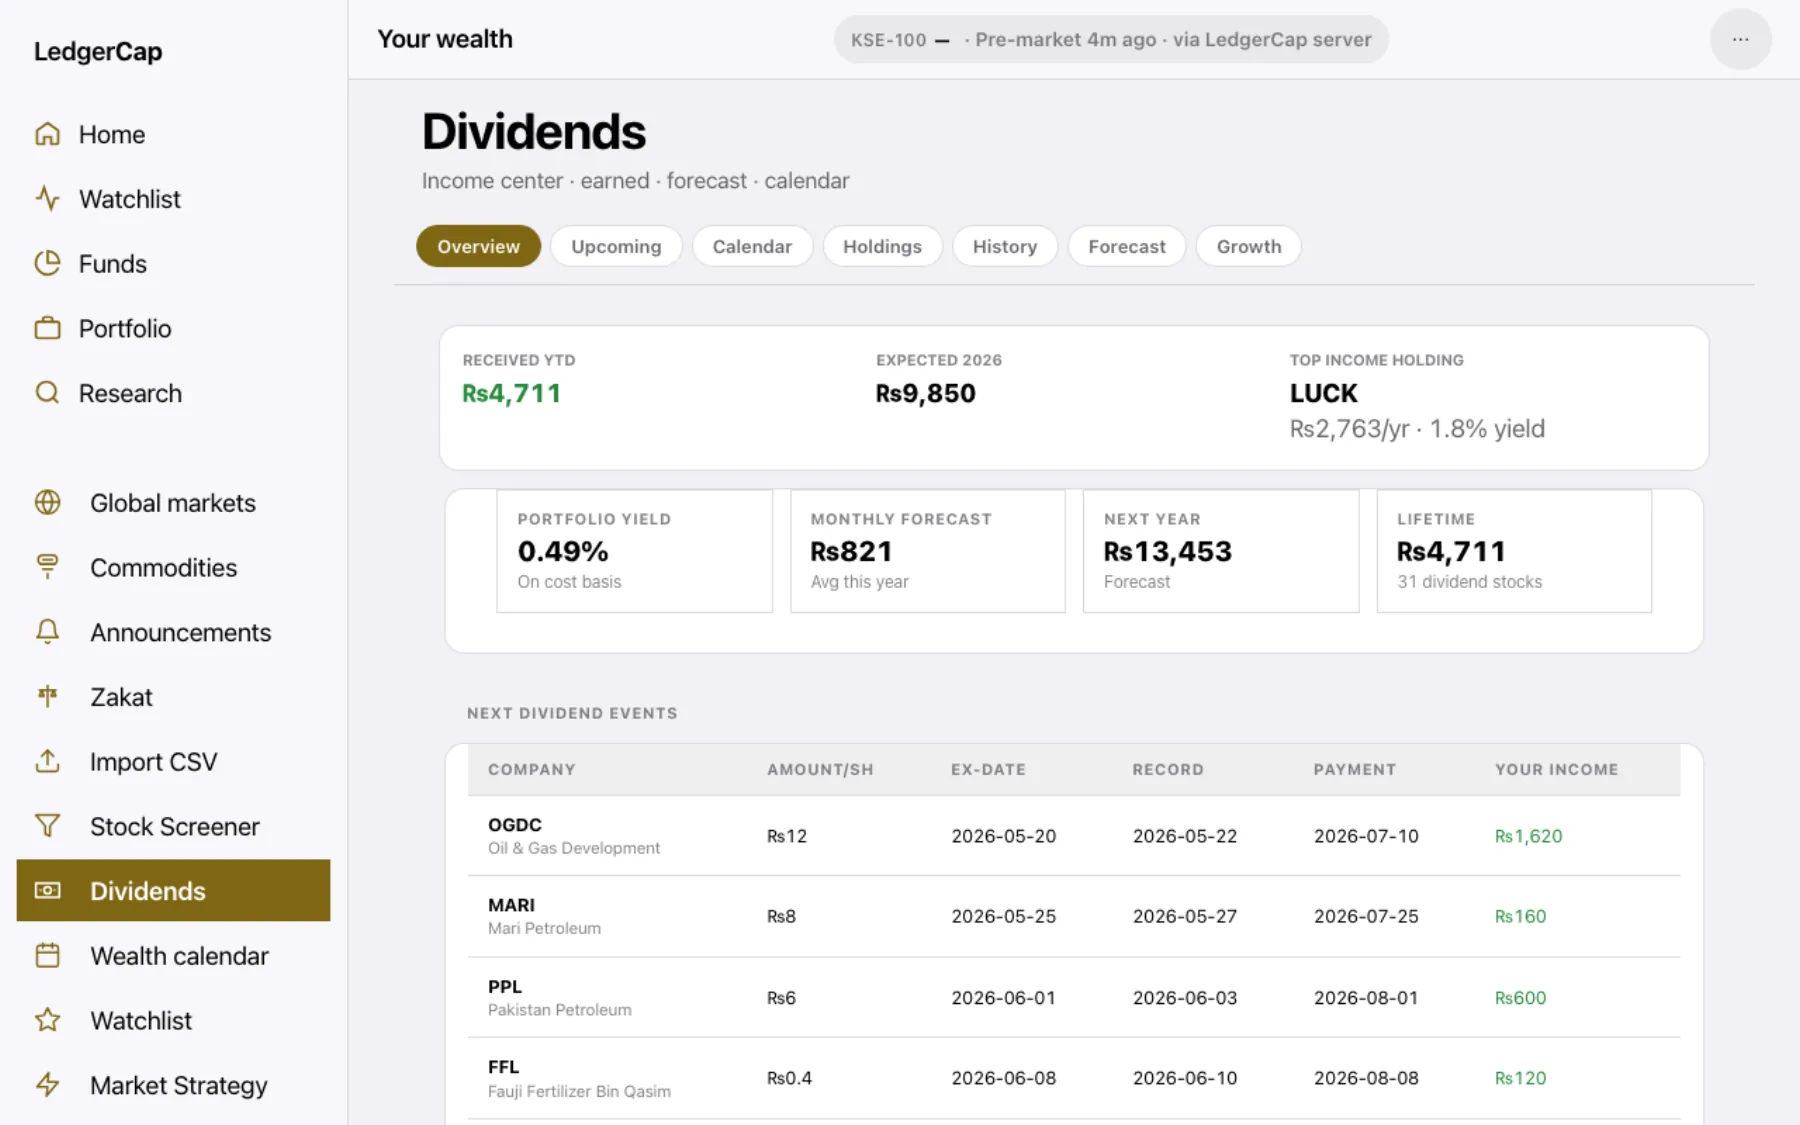 LedgerCap
Home
Watchlist
Funds
Portfolio
Research
Global markets
Commodities
Announcements
Zakat
Import CSV
Stock Screener
Dividends
Wealth calendar
Watchlist
Market Strategy
Your wealth
KSE-100 — · Pre-market 4m ago · via LedgerCap server
...
Dividends
Income center · earned · forecast · calendar
Overview Upcoming Calendar Holdings History Forecast Growth
RECEIVED YTD EXPECTED 2026 TOP INCOME HOLDING
Rs4,711 Rs9,850 LUCK
Rs2,763/yr · 1.8% yield
PORTFOLIO YIELD MONTHLY FORECAST NEXT YEAR LIFETIME
0.49% Rs821 Rs13,453 Rs4,711
On cost basis Avg this year Forecast 31 dividend stocks
NEXT DIVIDEND EVENTS
COMPANY AMOUNT/SH EX-DATE RECORD PAYMENT YOUR INCOME
OGDC
Oil & Gas Development
Rs12 2026-05-20 2026-05-22 2026-07-10 Rs1,620
MARI
Mari Petroleum
Rs8 2026-05-25 2026-05-27 2026-07-25 Rs160
PPL
Pakistan Petroleum
Rs6 2026-06-01 2026-06-03 2026-08-01 Rs600
FFL
Fauji Fertilizer Bin Qasim
Rs0.4 2026-06-08 2026-06-10 2026-08-08 Rs120